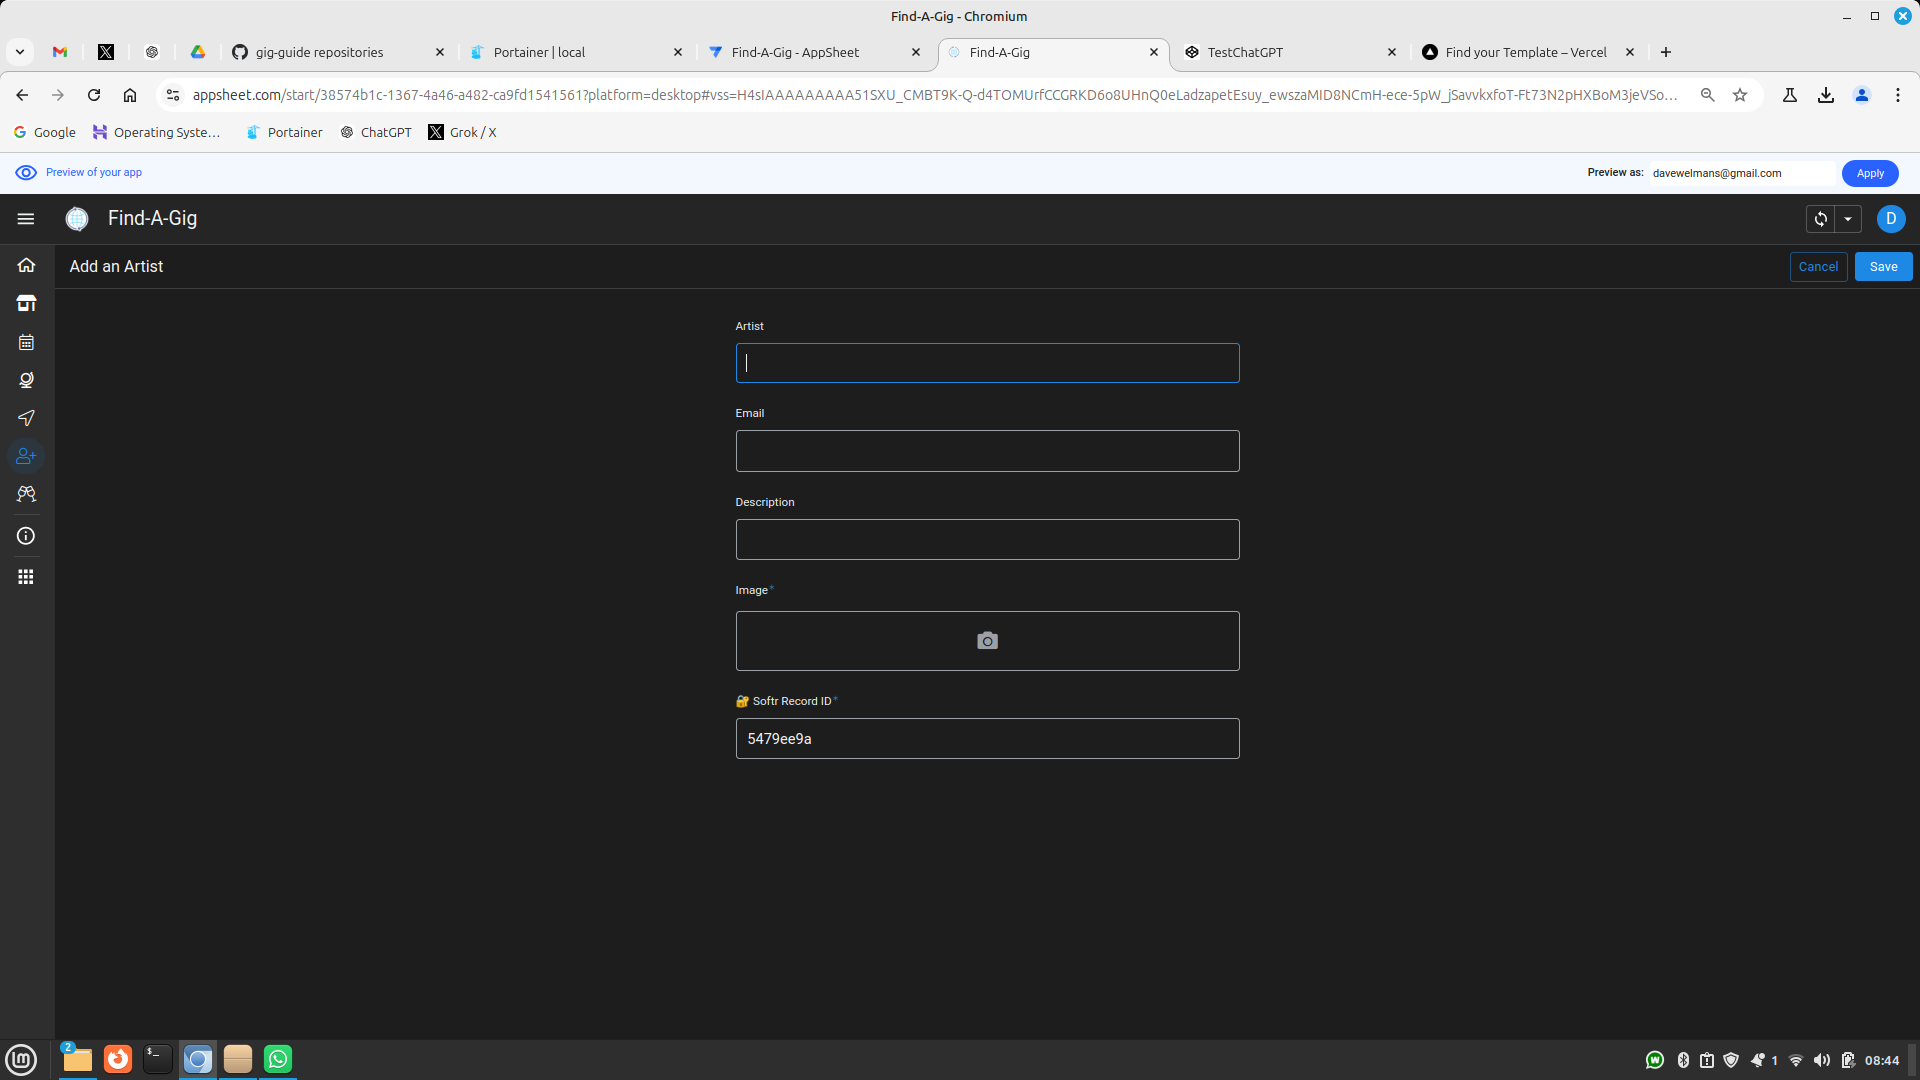 Find-A-Gig - Chromium
gig-guide repositories
Portainer | local
Find-A-Gig - AppSheet
Find-A-Gig
TestChatGPT
Find your Template – Vercel
appsheet.com/start/38574b1c-1367-4a46-a482-ca9fd1541561?platform=desktop#vss=H4sIAAAAAAAAA51SXU_CMBT9K-Q-d4TOMUrfCCGRKD6o8UHnQ0eLadzapetEsuy_ewszaMID8NCmH-ece-5pW_jSavvkxfoT-Ft73N2pHXBoM3jeVSo...
Google
Operating Syste...
Portainer
ChatGPT
Grok / X
Preview of your app
Preview as:
davewelmans@gmail.com
Apply
Find-A-Gig
D
Add an Artist
Cancel
Save
Artist
Email
Description
Image*
🔐 Softr Record ID*
5479ee9a
2
$_
lm
1
08:44